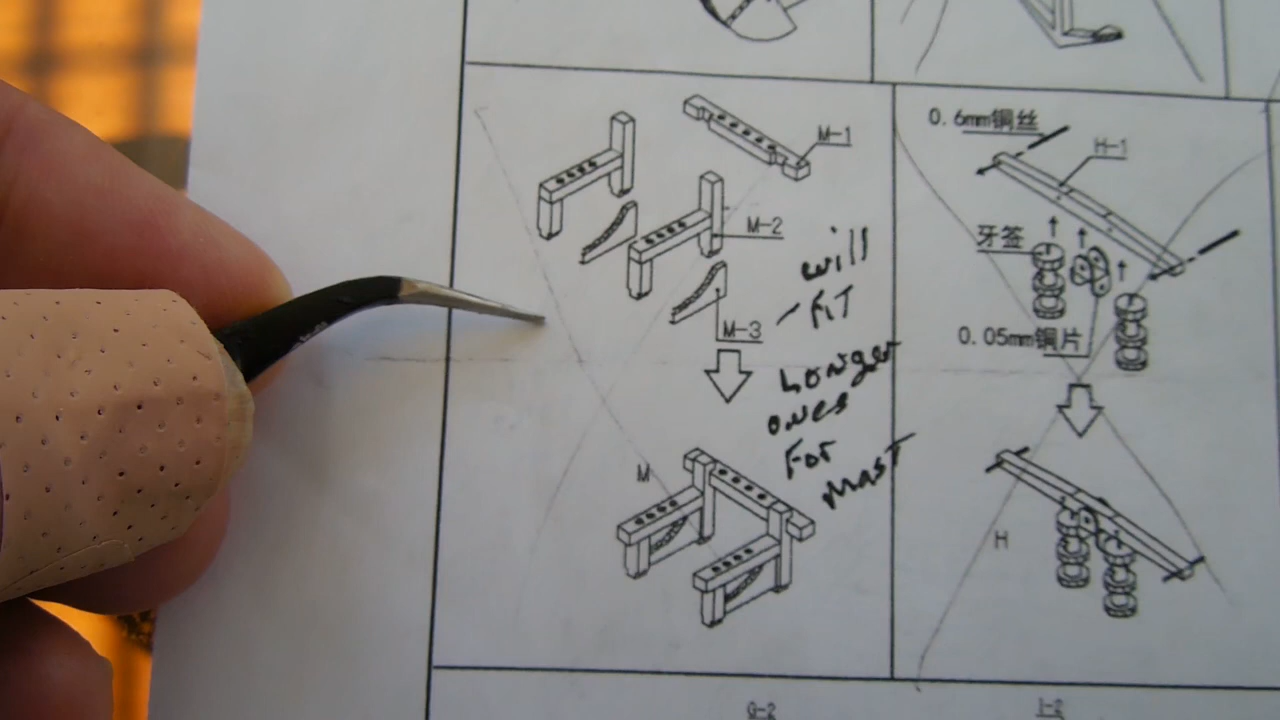 M-1
M-2
M-3
will
FIT
Longer
ones
For
mast
M
0.6mm铜丝
H-1
牙签
0.05mm铜片
H
G-2
J-2